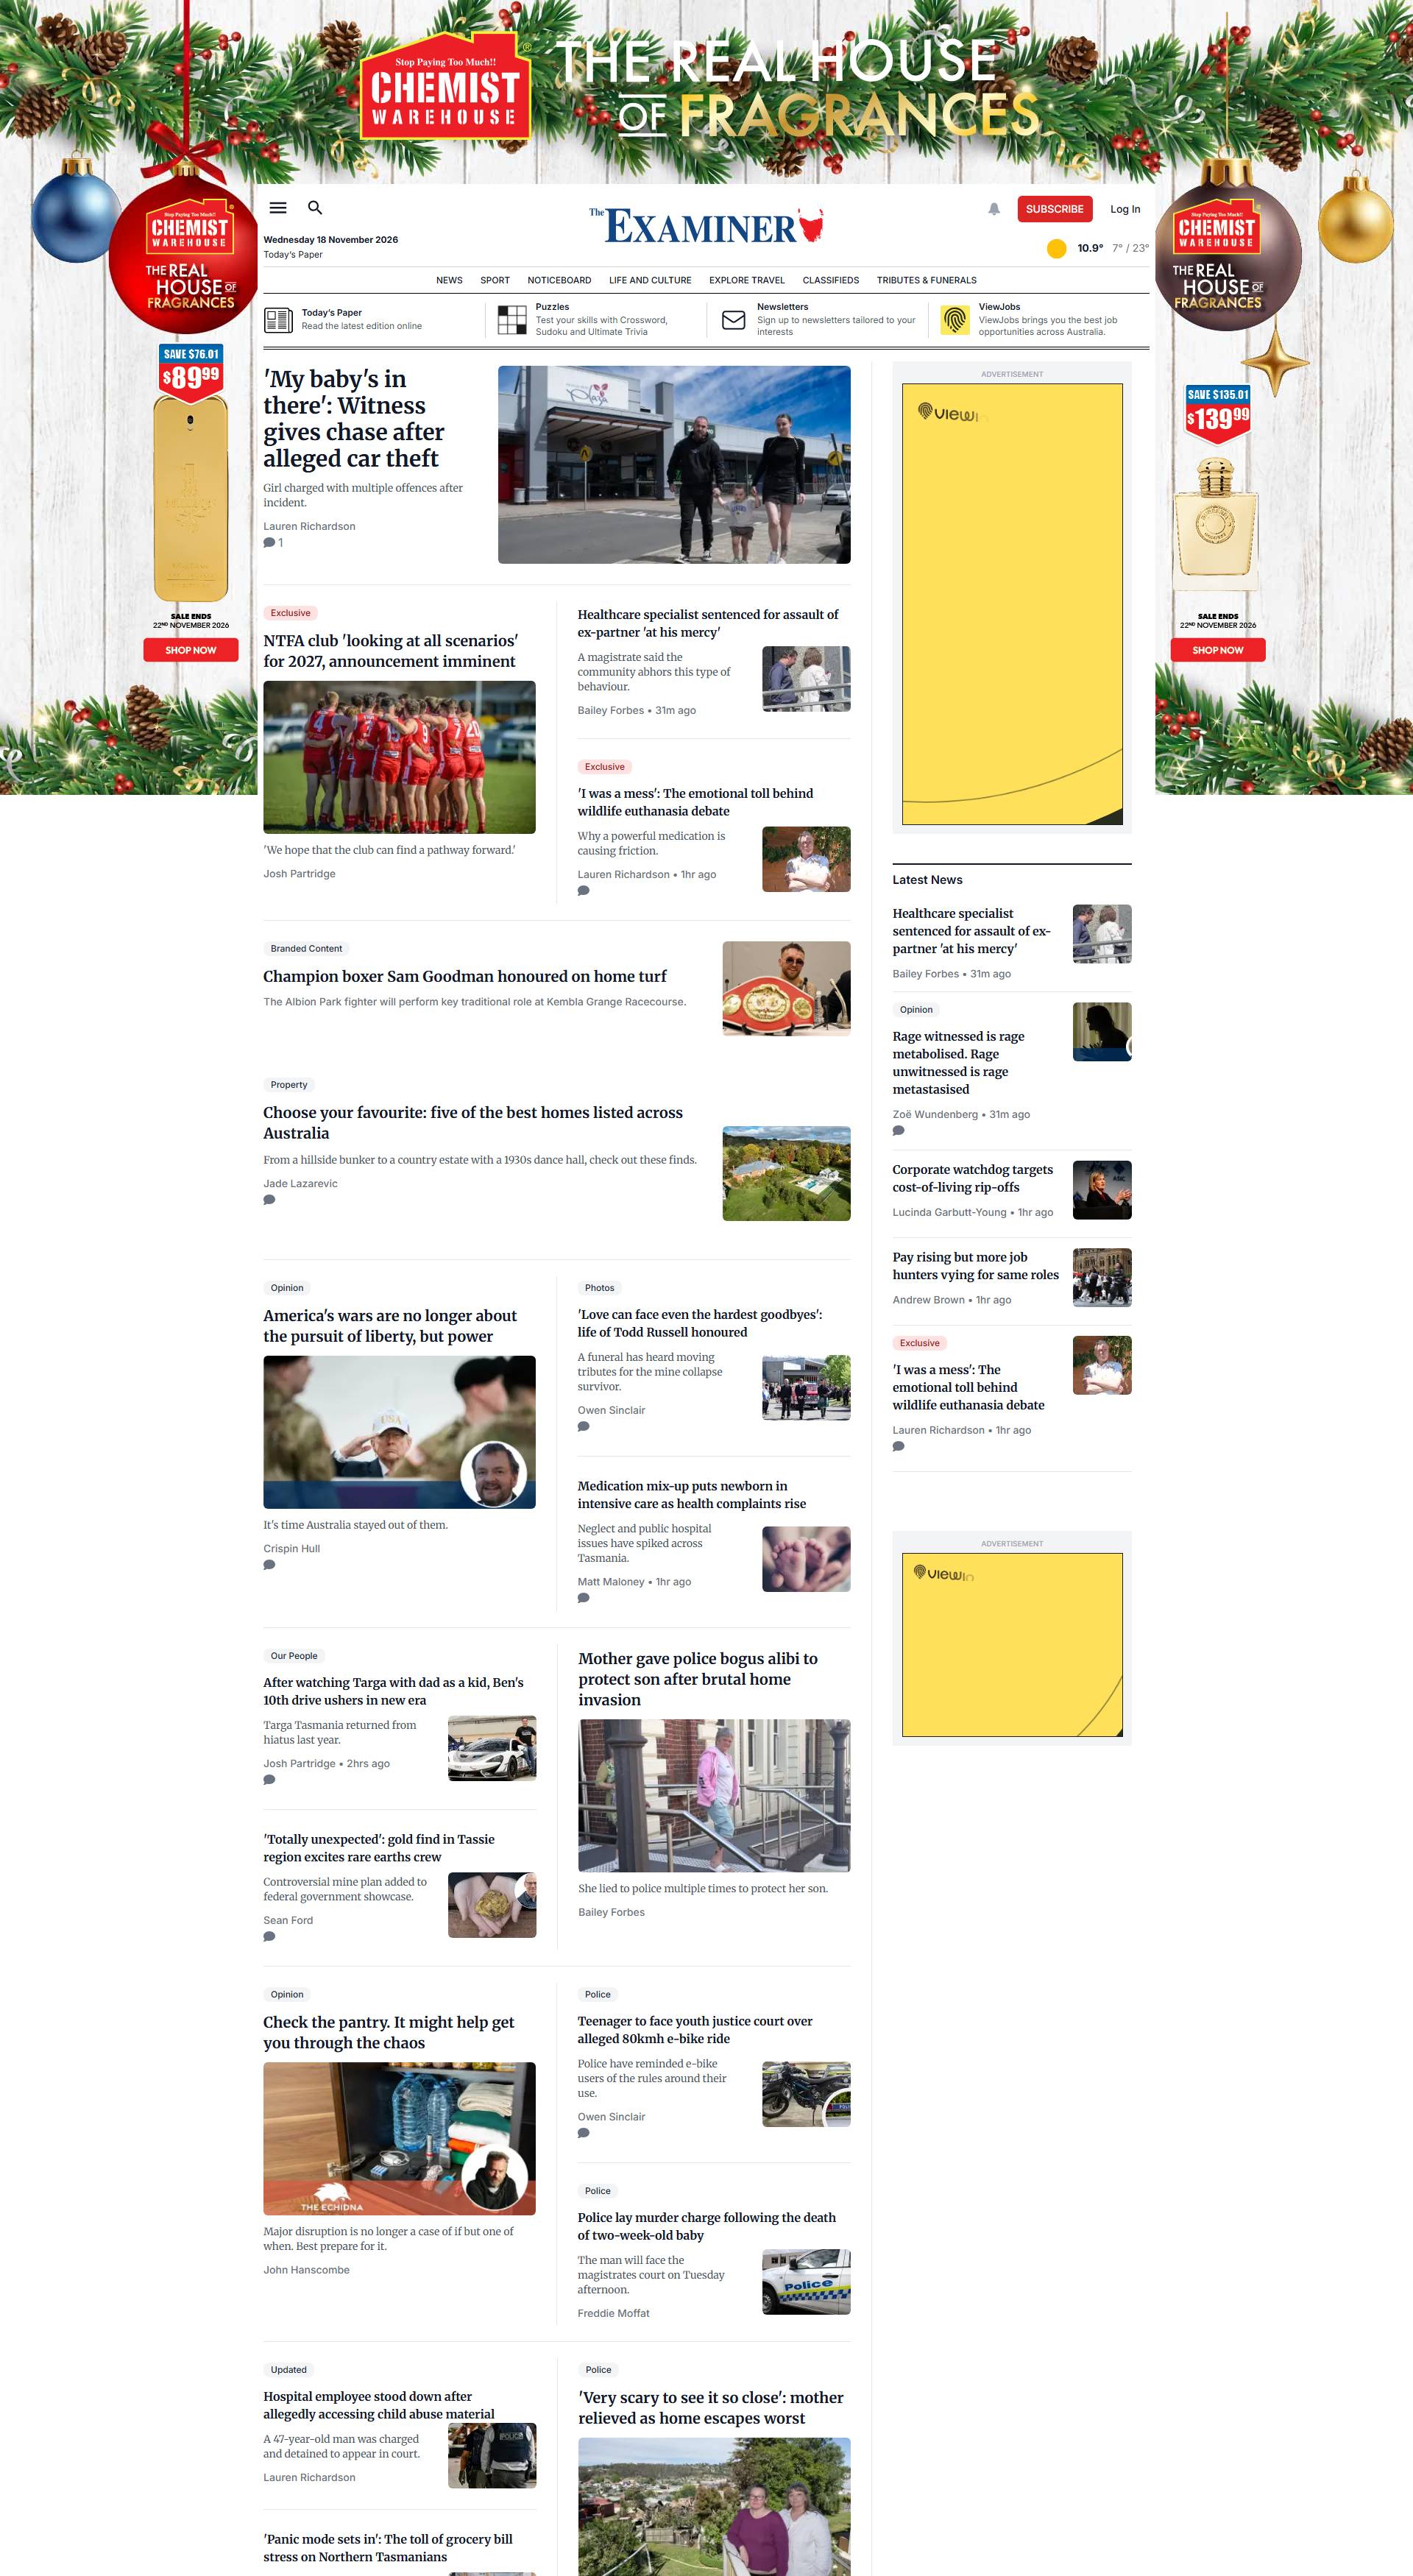 Stop Paying Too Much!!
CHEMIST
WAREHOUSE
®
THE REAL HOUSE
OF FRAGRANCES
Stop Paying Too Much!!
CHEMIST
WAREHOUSE
THE REAL
HOUSE OF
FRAGRANCES
SAVE $76.01
$89.99
SALE ENDS
22ND NOVEMBER 2026
SHOP NOW
Stop Paying Too Much!!
CHEMIST
WAREHOUSE
THE REAL
HOUSE OF
FRAGRANCES
SAVE $135.01
$139.99
SALE ENDS
22ND NOVEMBER 2026
SHOP NOW
The EXAMINER
SUBSCRIBE
Log In
Wednesday 18 November 2026
Today's Paper
10.9° 7° / 23°
NEWS SPORT NOTICEBOARD LIFE AND CULTURE EXPLORE TRAVEL CLASSIFIEDS TRIBUTES & FUNERALS
Today's Paper
Read the latest edition online
Puzzles
Test your skills with Crossword,
Sudoku and Ultimate Trivia
Newsletters
Sign up to newsletters tailored to your
interests
ViewJobs
ViewJobs brings you the best job
opportunities across Australia.
'My baby's in
there': Witness
gives chase after
alleged car theft
Girl charged with multiple offences after
incident.
Lauren Richardson
1
Exclusive
NTFA club 'looking at all scenarios'
for 2027, announcement imminent
'We hope that the club can find a pathway forward.'
Josh Partridge
Healthcare specialist sentenced for assault of
ex-partner 'at his mercy'
A magistrate said the
community abhors this type of
behaviour.
Bailey Forbes • 31m ago
Exclusive
'I was a mess': The emotional toll behind
wildlife euthanasia debate
Why a powerful medication is
causing friction.
Lauren Richardson • 1hr ago
Branded Content
Champion boxer Sam Goodman honoured on home turf
The Albion Park fighter will perform key traditional role at Kembla Grange Racecourse.
Property
Choose your favourite: five of the best homes listed across
Australia
From a hillside bunker to a country estate with a 1930s dance hall, check out these finds.
Jade Lazarevic
Opinion
America's wars are no longer about
the pursuit of liberty, but power
USA
It's time Australia stayed out of them.
Crispin Hull
Photos
'Love can face even the hardest goodbyes':
life of Todd Russell honoured
A funeral has heard moving
tributes for the mine collapse
survivor.
Owen Sinclair
Medication mix-up puts newborn in
intensive care as health complaints rise
Neglect and public hospital
issues have spiked across
Tasmania.
Matt Maloney • 1hr ago
Our People
After watching Targa with dad as a kid, Ben's
10th drive ushers in new era
Targa Tasmania returned from
hiatus last year.
Josh Partridge • 2hrs ago
'Totally unexpected': gold find in Tassie
region excites rare earths crew
Controversial mine plan added to
federal government showcase.
Sean Ford
Mother gave police bogus alibi to
protect son after brutal home
invasion
She lied to police multiple times to protect her son.
Bailey Forbes
Opinion
Check the pantry. It might help get
you through the chaos
THE ECHIDNA
Major disruption is no longer a case of if but one of
when. Best prepare for it.
John Hanscombe
Police
Teenager to face youth justice court over
alleged 80kmh e-bike ride
Police have reminded e-bike
users of the rules around their
use.
Owen Sinclair
Police
Police lay murder charge following the death
of two-week-old baby
The man will face the
magistrates court on Tuesday
afternoon.
Police
Freddie Moffat
Updated
Hospital employee stood down after
allegedly accessing child abuse material
A 47-year-old man was charged
and detained to appear in court.
POLICE
Lauren Richardson
'Panic mode sets in': The toll of grocery bill
stress on Northern Tasmanians
Police
'Very scary to see it so close': mother
relieved as home escapes worst
ADVERTISEMENT
view
Latest News
Healthcare specialist
sentenced for assault of ex-
partner 'at his mercy'
Bailey Forbes • 31m ago
Opinion
Rage witnessed is rage
metabolised. Rage
unwitnessed is rage
metastasised
Zoë Wundenberg • 31m ago
Corporate watchdog targets
cost-of-living rip-offs
Lucinda Garbutt-Young • 1hr ago
Pay rising but more job
hunters vying for same roles
Andrew Brown • 1hr ago
Exclusive
'I was a mess': The
emotional toll behind
wildlife euthanasia debate
Lauren Richardson • 1hr ago
ADVERTISEMENT
view